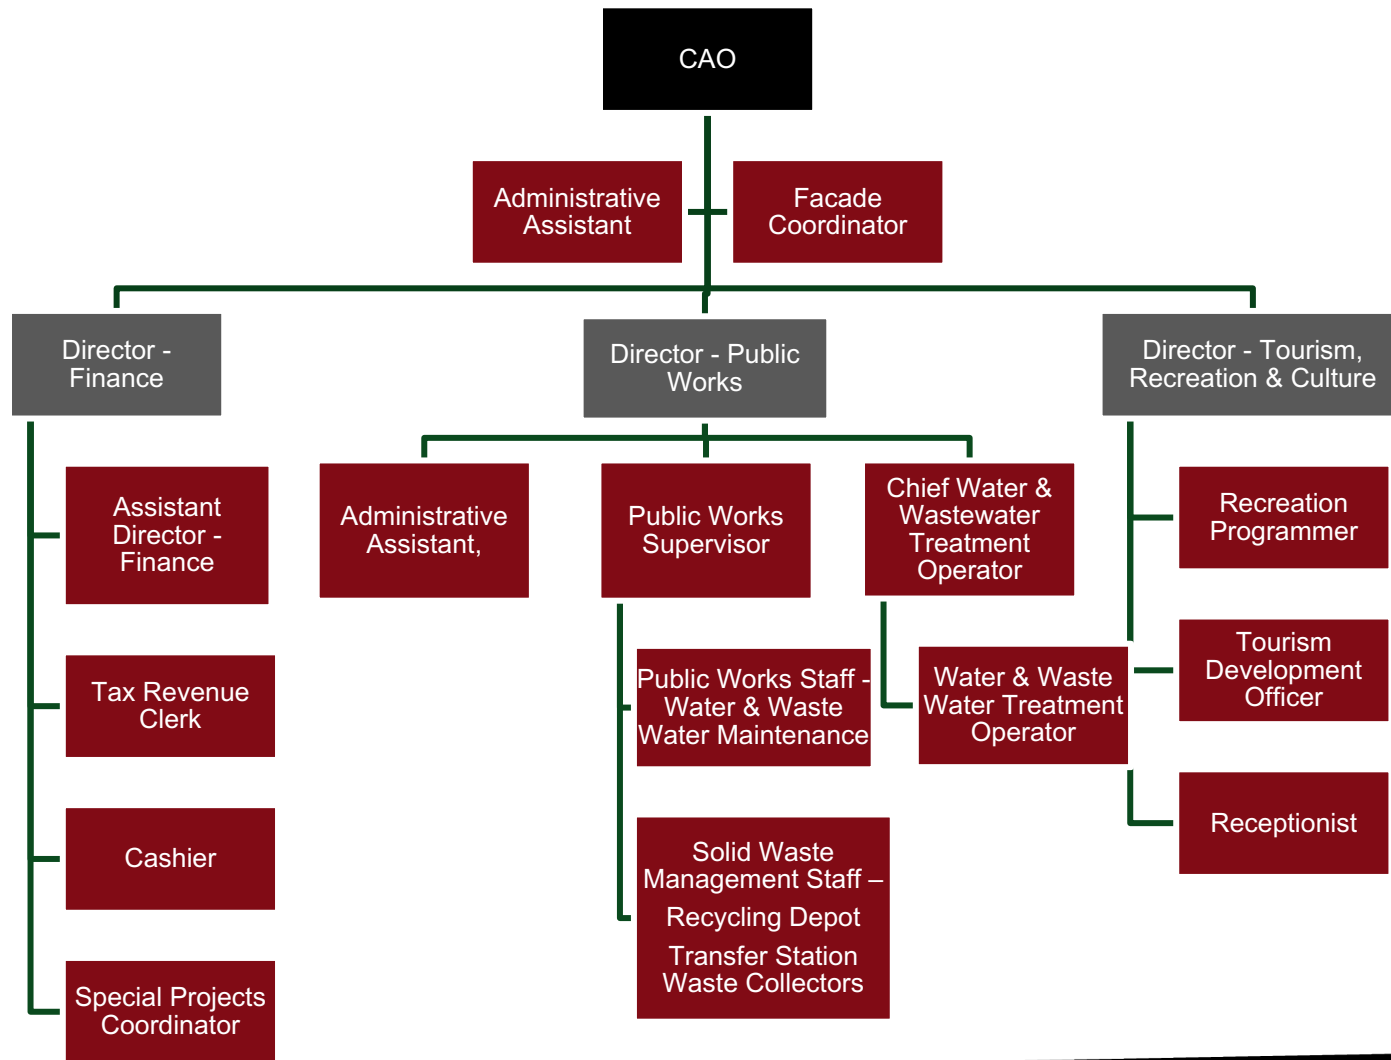 CAO
Administrative
Assistant
Facade
Coordinator
Director -
Finance
Director - Public
Works
Director - Tourism,
Recreation & Culture
Assistant
Director -
Finance
Tax Revenue
Clerk
Cashier
Special Projects
Coordinator
Administrative
Assistant,
Public Works
Supervisor
Public Works Staff -
Water & Waste
Water Maintenance
Solid Waste
Management Staff –
Recycling Depot
Transfer Station
Waste Collectors
Chief Water &
Wastewater
Treatment
Operator
Water & Waste
Water Treatment
Operator
Recreation
Programmer
Tourism
Development
Officer
Receptionist